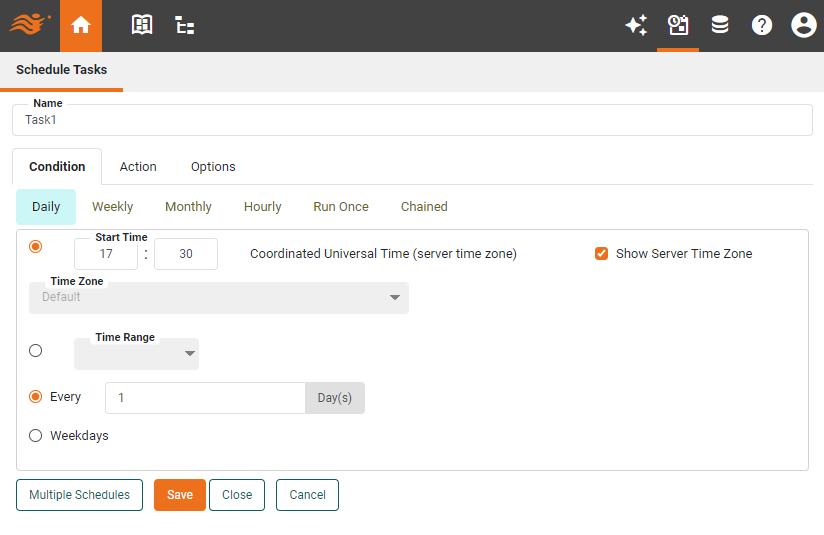 Schedule Tasks
Name
Task1
Condition Action Options
Daily Weekly Monthly Hourly Run Once Chained
Start Time
17 : 30 Coordinated Universal Time (server time zone) Show Server Time Zone
Time Zone
Default
Time Range
Every 1 Day(s)
Weekdays
Multiple Schedules Save Close Cancel